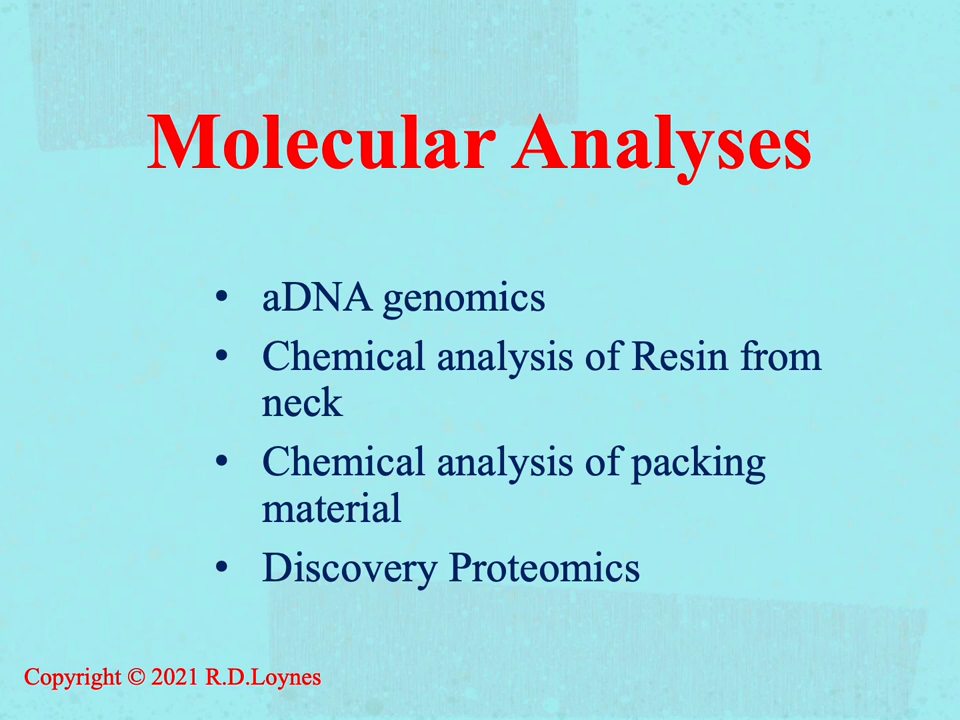 Molecular Analyses
• aDNA genomics
• Chemical analysis of Resin from
neck
• Chemical analysis of packing
material
• Discovery Proteomics
Copyright © 2021 R.D.Loynes